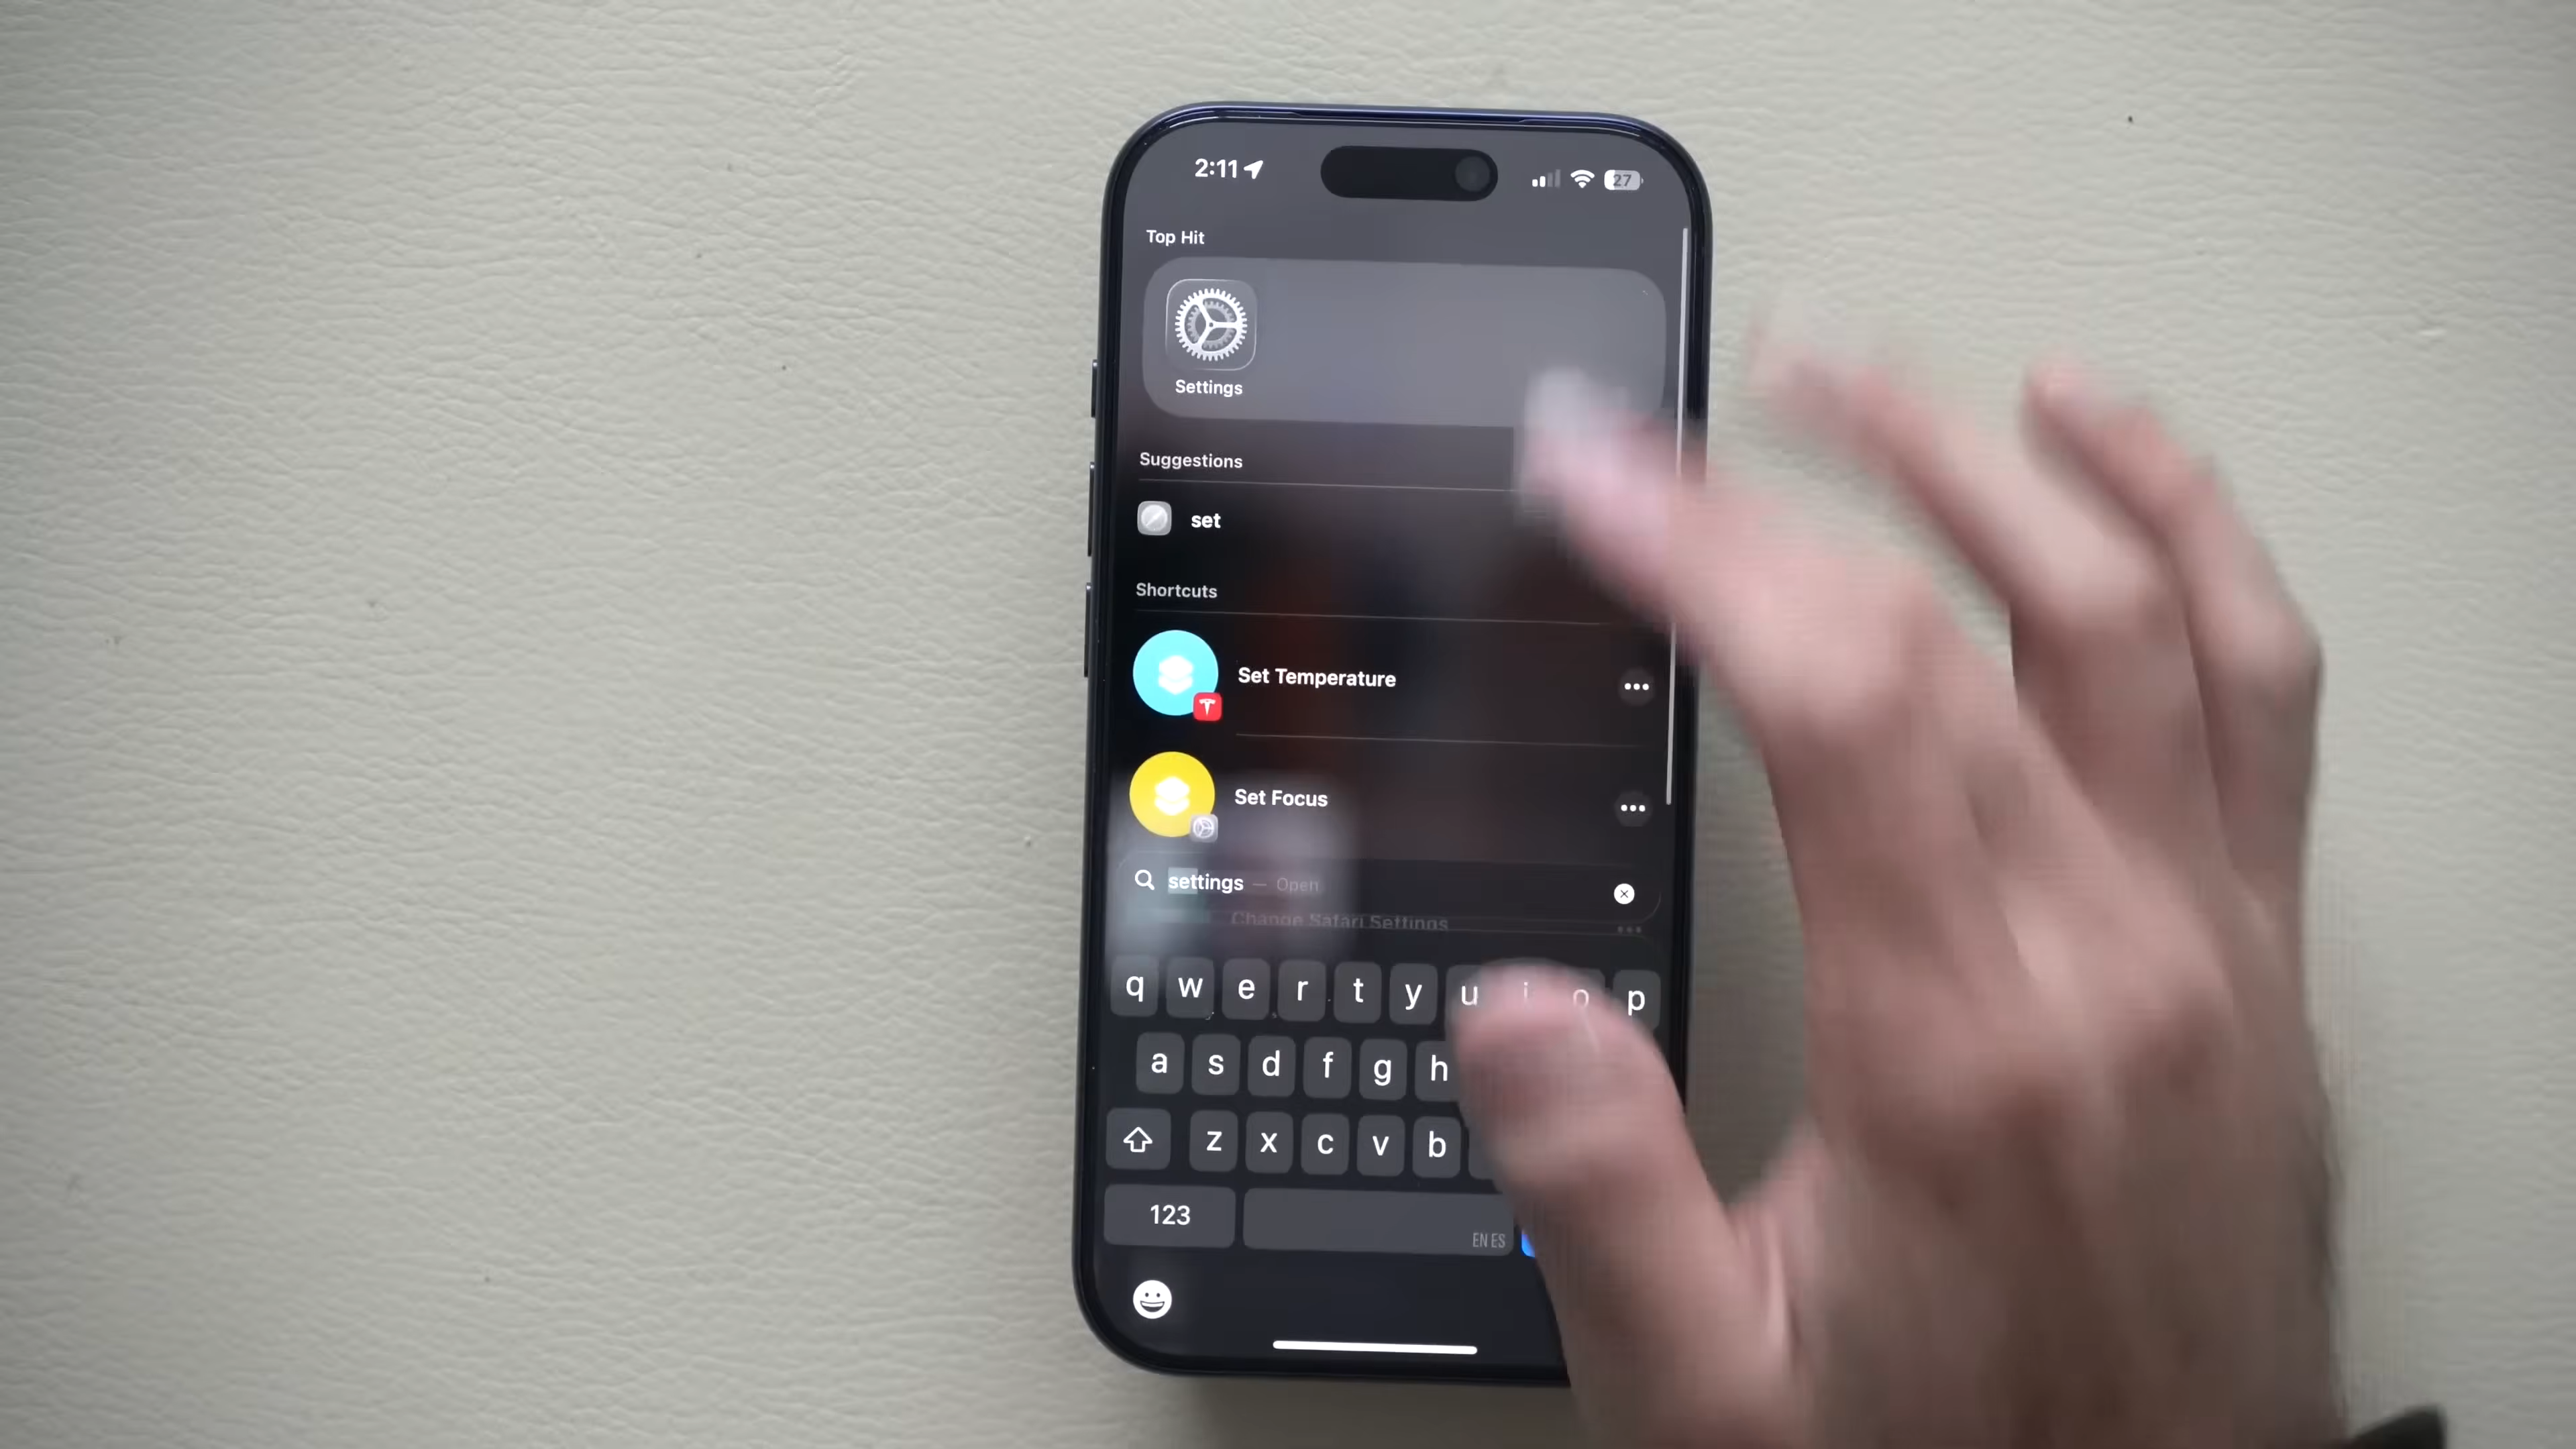 2:11
27
Top Hit
Settings
Suggestions
set
Shortcuts
Set Temperature
Set Focus
settings — Open
Change Safari Settings
q w e r t y u i o p
a s d f g h
z x c v b
123
EN ES